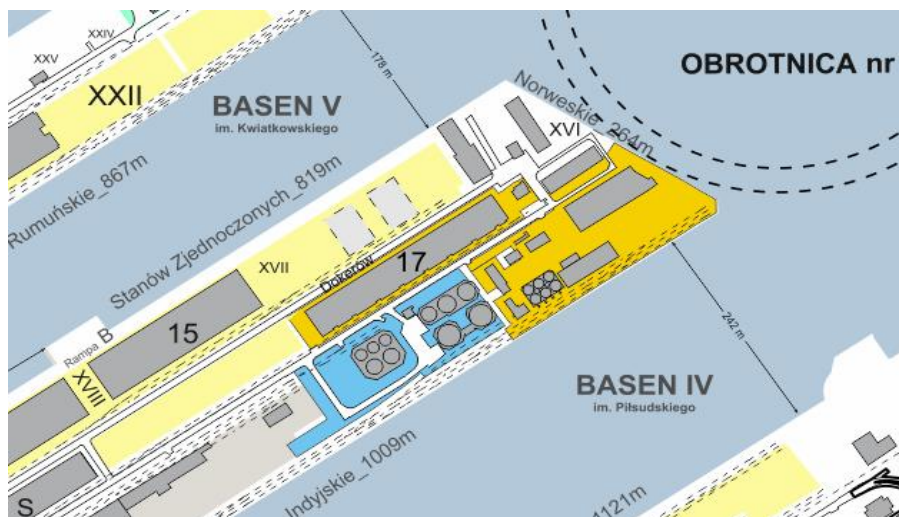 XXIV
XXV
178 m
OBROTNICA nr
XXII
BASEN V
im. Kwiatkowskiego
Norweskie_264m
XVI
Rumuńskie_867m
Stanów Zjednoczonych_819m
XVII
Dokerów
17
242 m
Rampa B
15
XVIII
BASEN IV
im. Piłsudskiego
Indyjskie_1009m
1121m
S